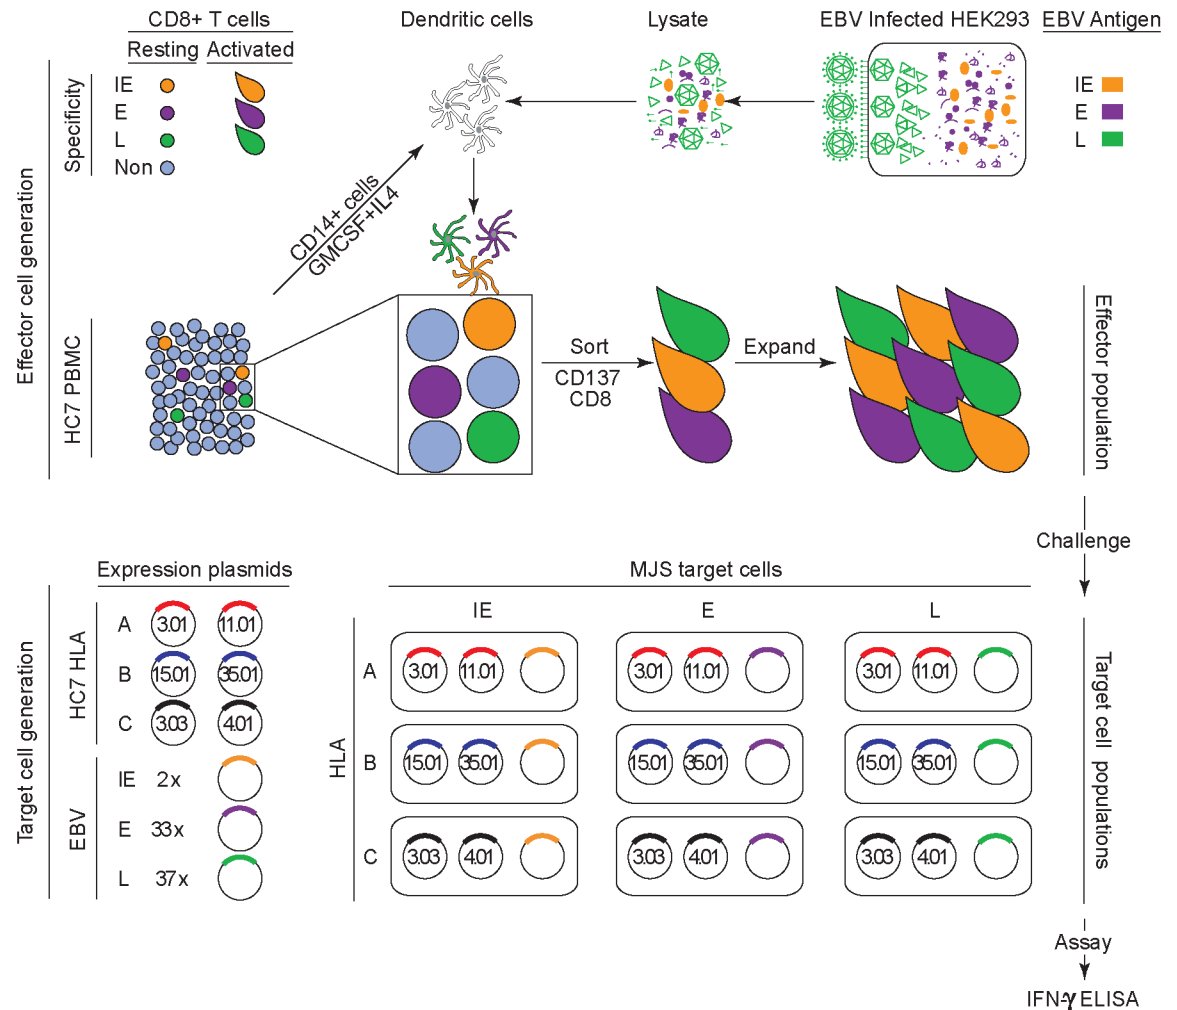 CD8+ T cells
Dendritic cells
Lysate
EBV Infected HEK293
EBV Antigen
Resting Activated
Specificity
IE
E
L
Non
IE
E
L
Effector cell generation
CD14+ cells
GMCSF+IL4
HC7 PBMC
Sort
CD137
CD8
Expand
Effector population
Challenge
Target cell generation
Expression plasmids
HC7 HLA
A 3.01 11.01
B 15.01 35.01
C 3.03 4.01
EBV
IE 2x
E 33x
L 37x
MJS target cells
IE E L
HLA
A 3.01 11.01 3.01 11.01 3.01 11.01
B 15.01 35.01 15.01 35.01 15.01 35.01
C 3.03 4.01 3.03 4.01 3.03 4.01
Target cell populations
Assay
IFN-γ ELISA